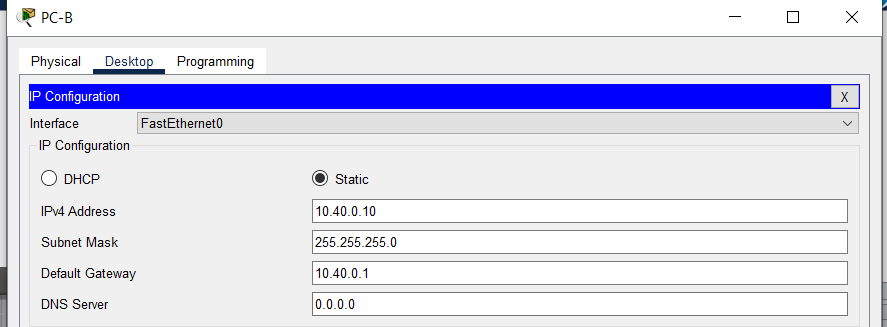 PC-B
Physical Desktop Programming
IP Configuration X
Interface FastEthernet0
IP Configuration
DHCP Static
IPv4 Address 10.40.0.10
Subnet Mask 255.255.255.0
Default Gateway 10.40.0.1
DNS Server 0.0.0.0